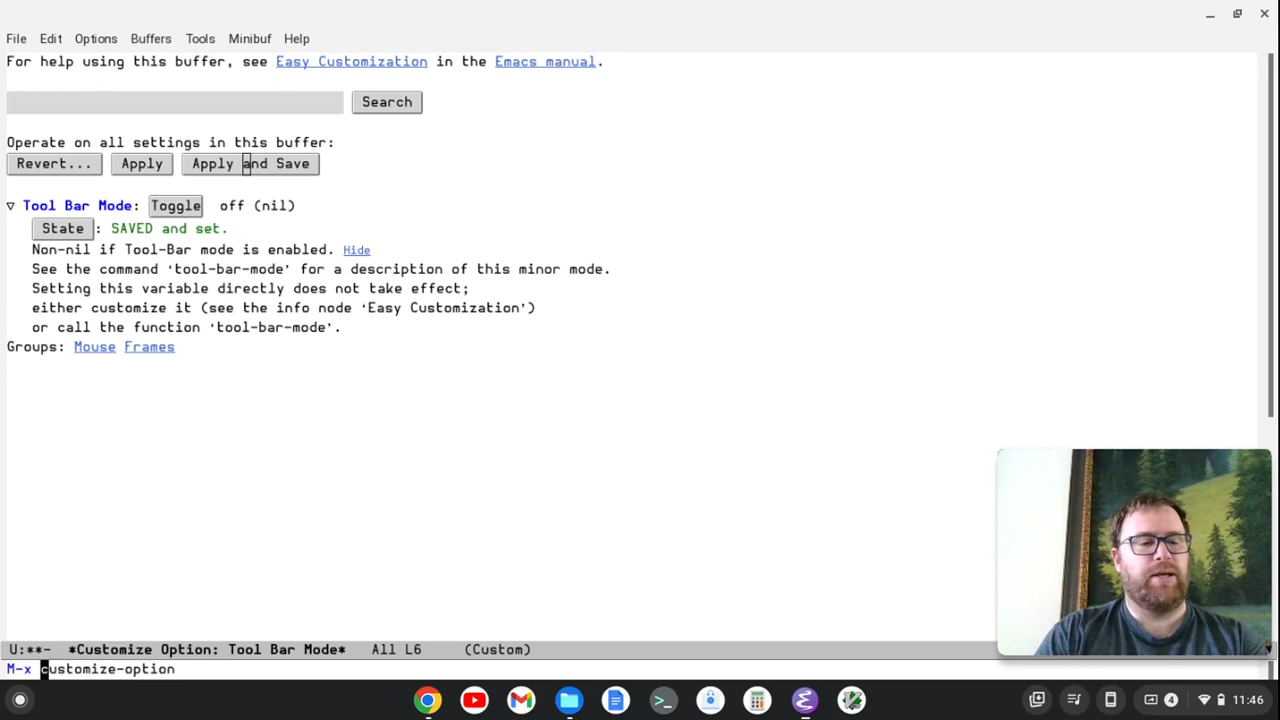 File Edit Options Buffers Tools Minibuf Help
For help using this buffer, see Easy Customization in the Emacs manual.
Search
Operate on all settings in this buffer:
Revert... Apply Apply and Save
▽ Tool Bar Mode: Toggle off (nil)
State : SAVED and set.
Non-nil if Tool-Bar mode is enabled. Hide
See the command ‘tool-bar-mode’ for a description of this minor mode.
Setting this variable directly does not take effect;
either customize it (see the info node ‘Easy Customization’)
or call the function ‘tool-bar-mode’.
Groups: Mouse Frames
U:**- *Customize Option: Tool Bar Mode* All L6 (Custom)
M-x customize-option
4 11:46